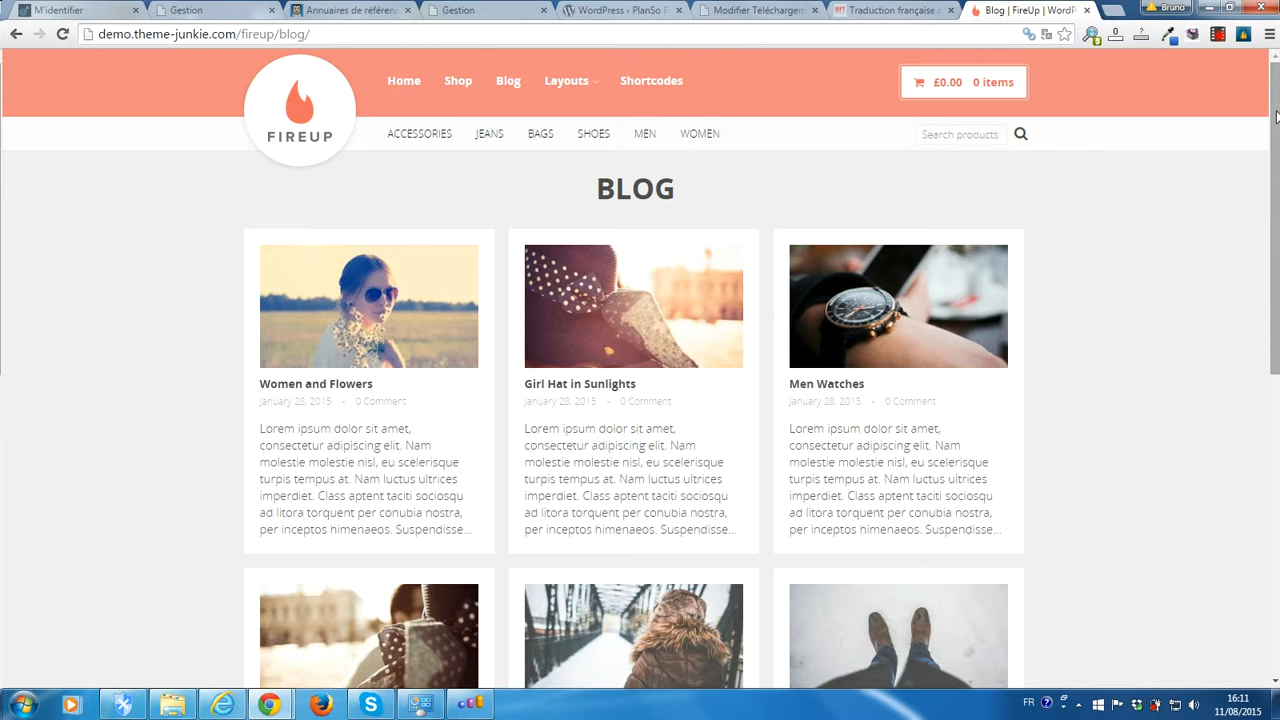 M'identifier
Gestion
Annuaires de référenc
Gestion
WordPress › PlanSo F
Modifier Téléchargem
Traduction française d
Blog | FireUp | WordP
Bruno
demo.theme-junkie.com/fireup/blog/
Home Shop Blog Layouts Shortcodes
£0.00 0 items
FIREUP
ACCESSORIES JEANS BAGS SHOES MEN WOMEN
Search products
BLOG
Women and Flowers
January 28, 2015 - 0 Comment
Lorem ipsum dolor sit amet,
consectetur adipiscing elit. Nam
molestie molestie nisl, eu scelerisque
turpis tempus at. Nam luctus ultrices
imperdiet. Class aptent taciti sociosqu
ad litora torquent per conubia nostra,
per inceptos himenaeos. Suspendisse...
Girl Hat in Sunlights
January 28, 2015 - 0 Comment
Lorem ipsum dolor sit amet,
consectetur adipiscing elit. Nam
molestie molestie nisl, eu scelerisque
turpis tempus at. Nam luctus ultrices
imperdiet. Class aptent taciti sociosqu
ad litora torquent per conubia nostra,
per inceptos himenaeos. Suspendisse...
Men Watches
January 28, 2015 - 0 Comment
Lorem ipsum dolor sit amet,
consectetur adipiscing elit. Nam
molestie molestie nisl, eu scelerisque
turpis tempus at. Nam luctus ultrices
imperdiet. Class aptent taciti sociosqu
ad litora torquent per conubia nostra,
per inceptos himenaeos. Suspendisse...
FR
16:11
11/08/2015